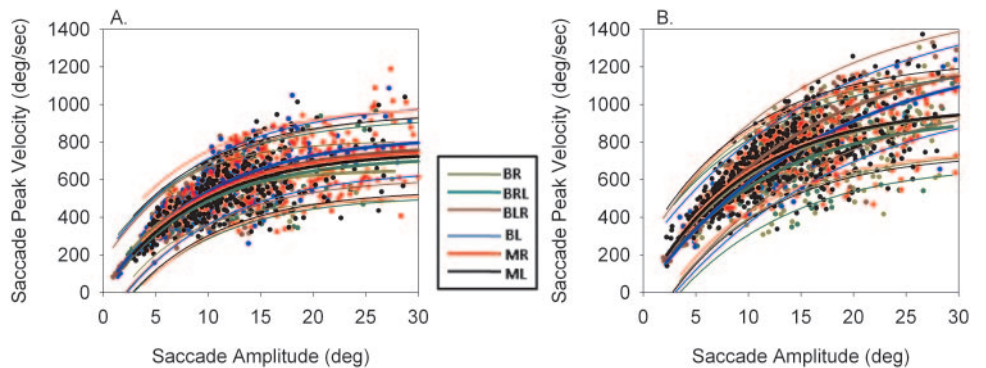 A.
Saccade Peak Velocity (deg/sec)
1400
1200
1000
800
600
400
200
0
0 5 10 15 20 25 30
Saccade Amplitude (deg)
BR
BRL
BLR
BL
MR
ML
B.
Saccade Peak Velocity (deg/sec)
1400
1200
1000
800
600
400
200
0
0 5 10 15 20 25 30
Saccade Amplitude (deg)